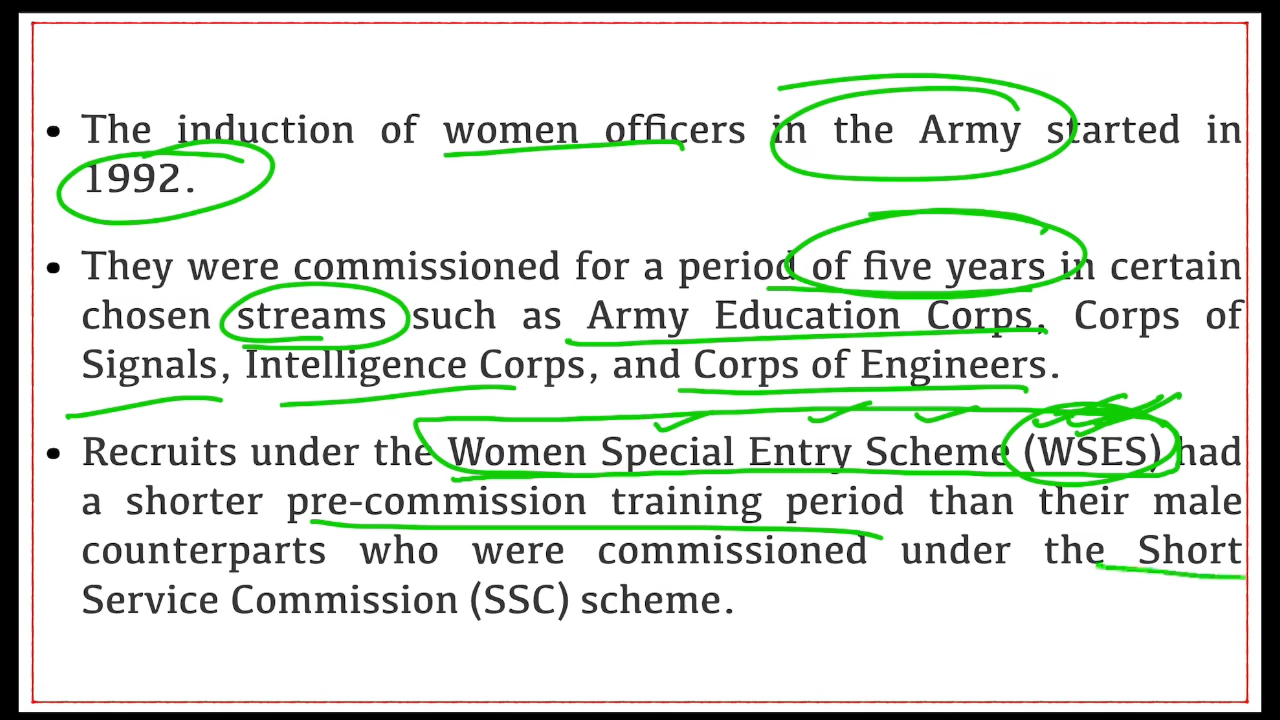 • The induction of women officers in the Army started in
1992.
• They were commissioned for a period of five years in certain
chosen streams such as Army Education Corps, Corps of
Signals, Intelligence Corps, and Corps of Engineers.
• Recruits under the Women Special Entry Scheme (WSES) had
a shorter pre-commission training period than their male
counterparts who were commissioned under the Short
Service Commission (SSC) scheme.